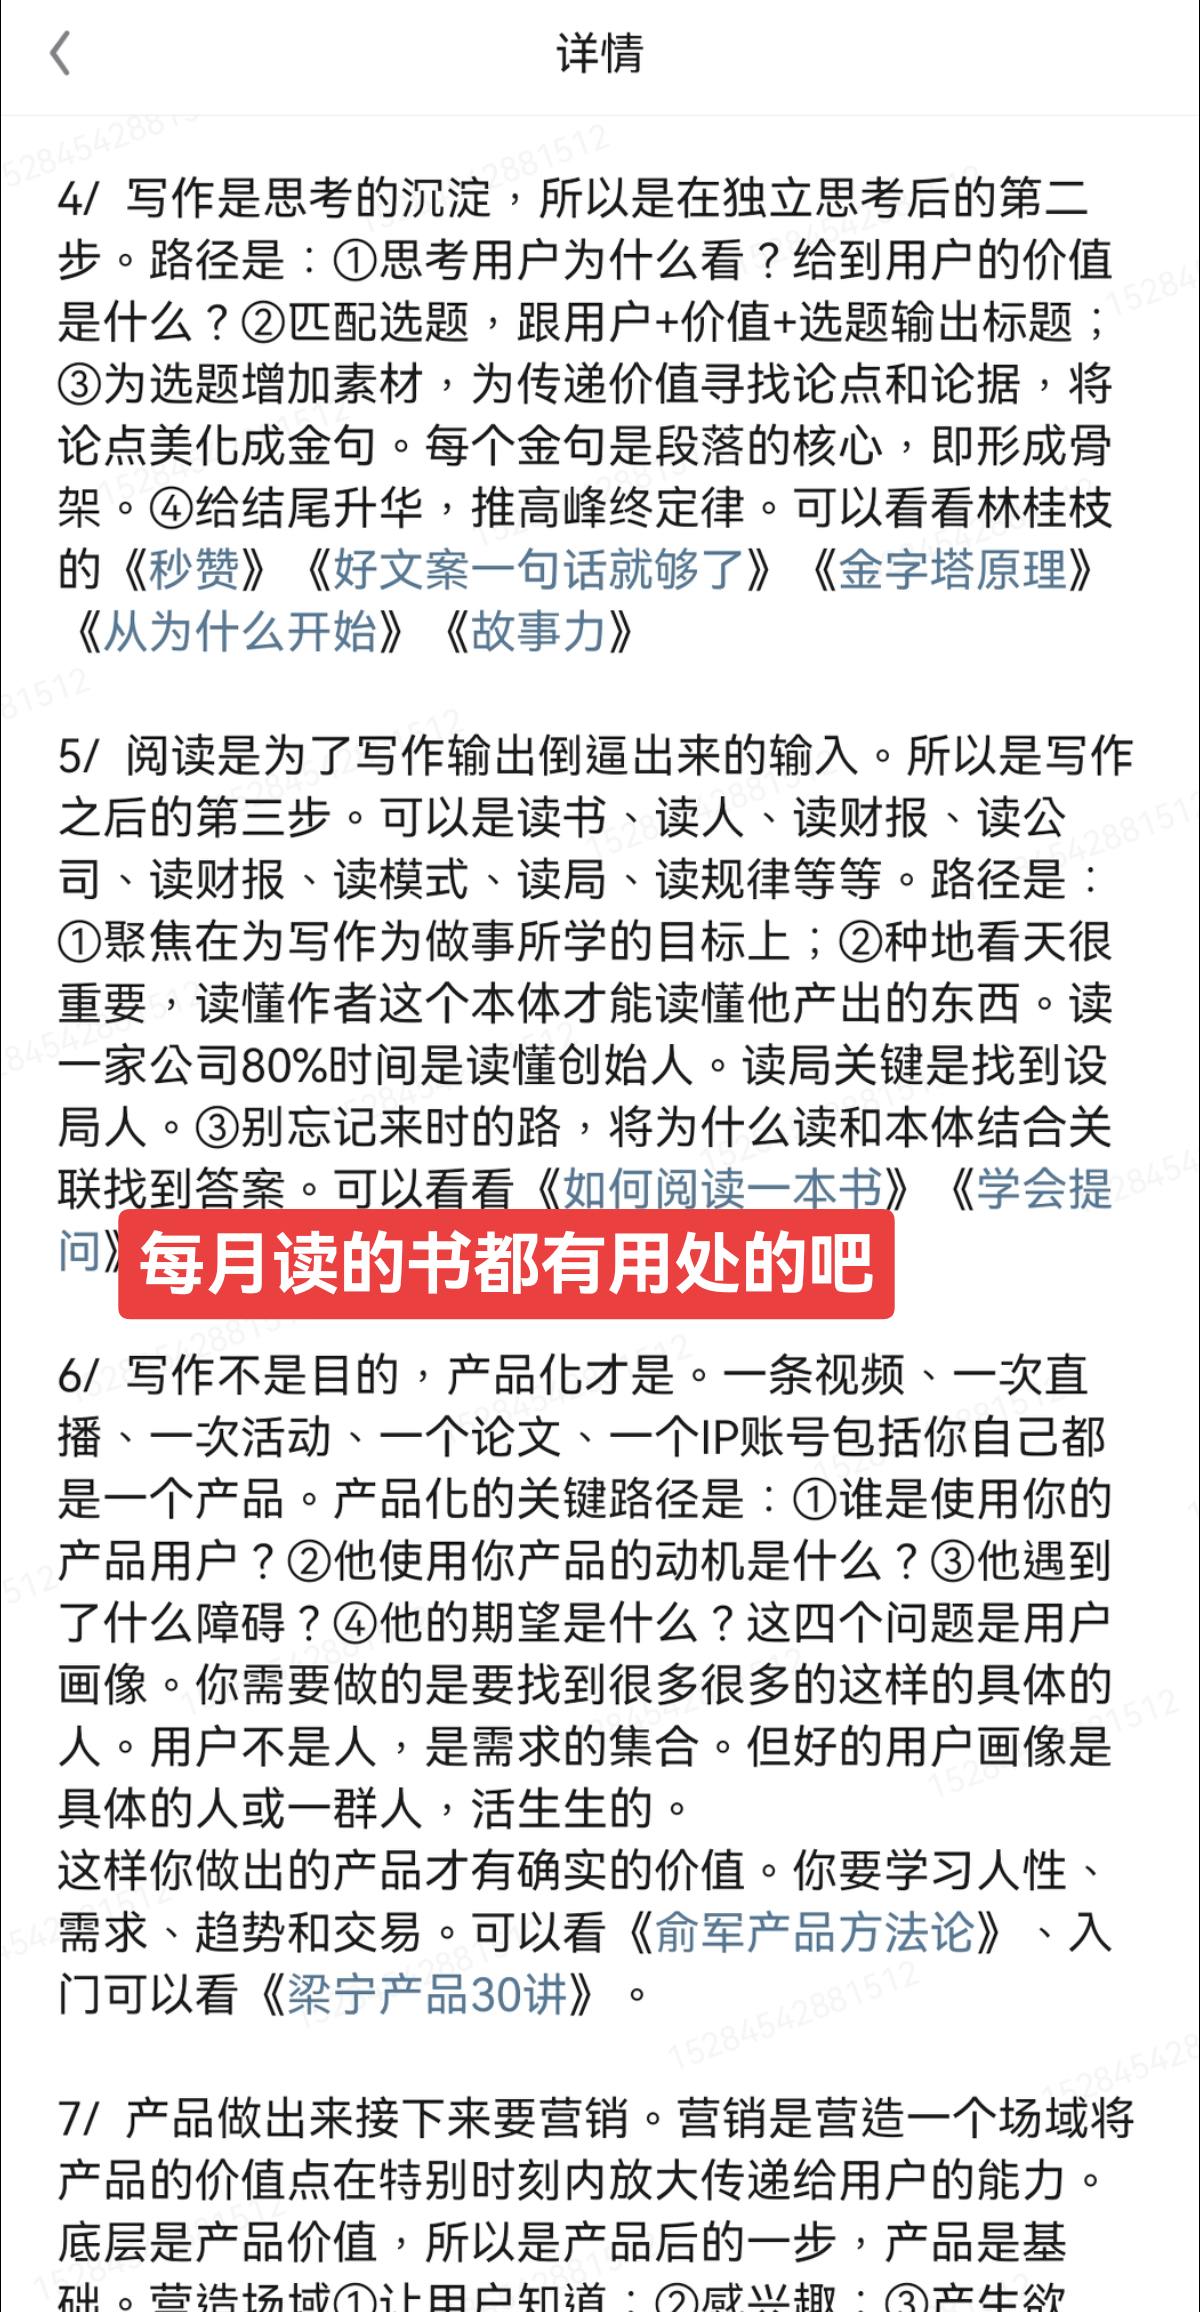 详情
4/ 写作是思考的沉淀，所以是在独立思考后的第二
步。路径是：①思考用户为什么看？给到用户的价值
是什么？②匹配选题，跟用户+价值+选题输出标题；
③为选题增加素材，为传递价值寻找论点和论据，将
论点美化成金句。每个金句是段落的核心，即形成骨
架。④给结尾升华，推高峰终定律。可以看看林桂枝
的《秒赞》《好文案一句话就够了》《金字塔原理》
《从为什么开始》《故事力》
5/ 阅读是为了写作输出倒逼出来的输入。所以是写作
之后的第三步。可以是读书、读人、读财报、读公
司、读财报、读模式、读局、读规律等等。路径是：
①聚焦在为写作为做事所学的目标上；②种地看天很
重要，读懂作者这个本体才能读懂他产出的东西。读
一家公司80%时间是读懂创始人。读局关键是找到设
局人。③别忘记来时的路，将为什么读和本体结合关
联找到答案。可以看看《如何阅读一本书》《学会提
问》
每月读的书都有用处的吧
6/ 写作不是目的，产品化才是。一条视频、一次直
播、一次活动、一个论文、一个IP账号包括你自己都
是一个产品。产品化的关键路径是：①谁是使用你的
产品用户？②他使用你产品的动机是什么？③他遇到
了什么障碍？④他的期望是什么？这四个问题是用户
画像。你需要做的是要找到很多很多的这样的具体的
人。用户不是人，是需求的集合。但好的用户画像是
具体的人或一群人，活生生的。
这样你做出的产品才有确实的价值。你要学习人性、
需求、趋势和交易。可以看《俞军产品方法论》、入
门可以看《梁宁产品30讲》。
7/ 产品做出来接下来要营销。营销是营造一个场域将
产品的价值点在特别时刻内放大传递给用户的能力。
底层是产品价值，所以是产品后的一步，产品是基
础。营造场域①让用户知道；②感兴趣；③产生欲
15284542881512